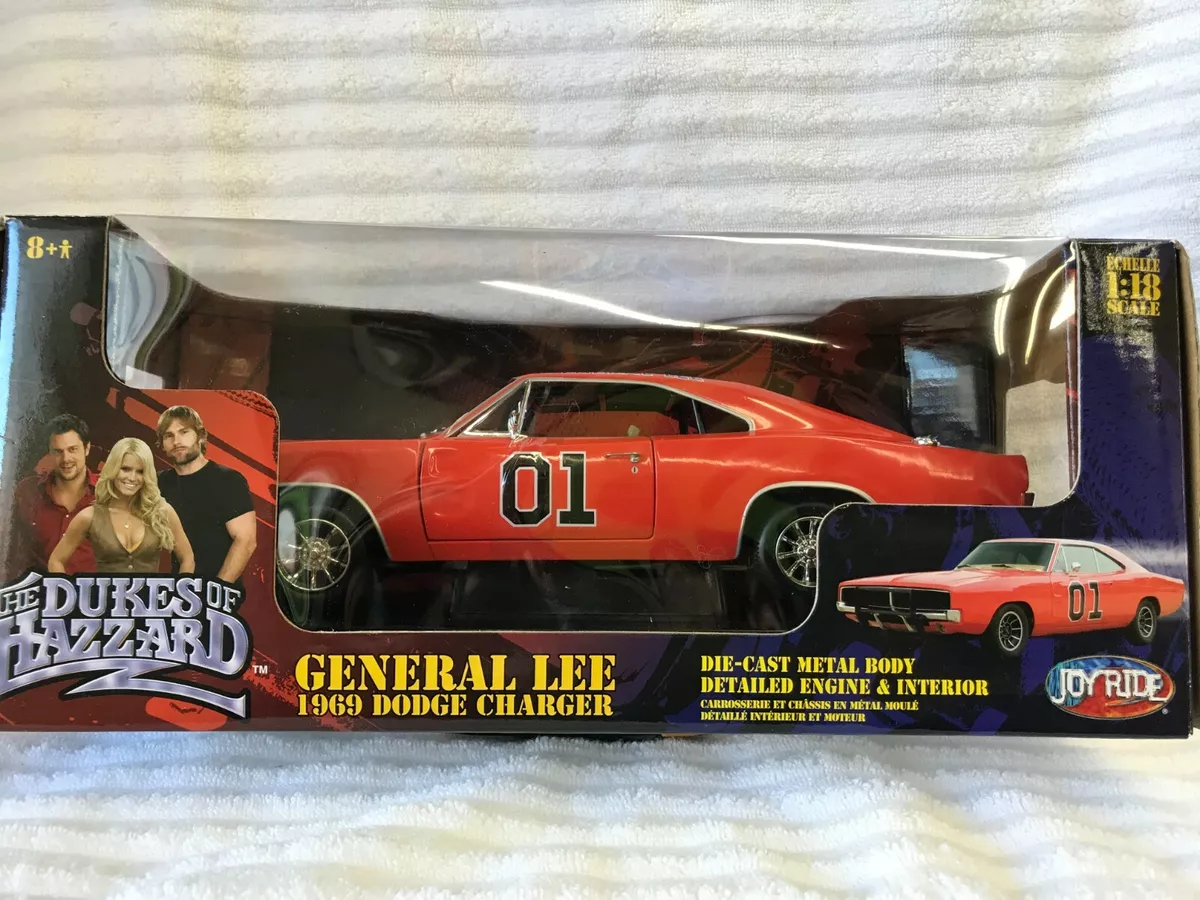 8+
ÉCHELLE
1:18
SCALE
01
THE DUKES OF
HAZZARD
™
GENERAL LEE
1969 DODGE CHARGER
DIE-CAST METAL BODY
DETAILED ENGINE & INTERIOR
CARROSSERIE ET CHÂSSIS EN MÉTAL MOULÉ
DÉTAILLÉ INTÉRIEUR ET MOTEUR
01
JOY RIDE
®